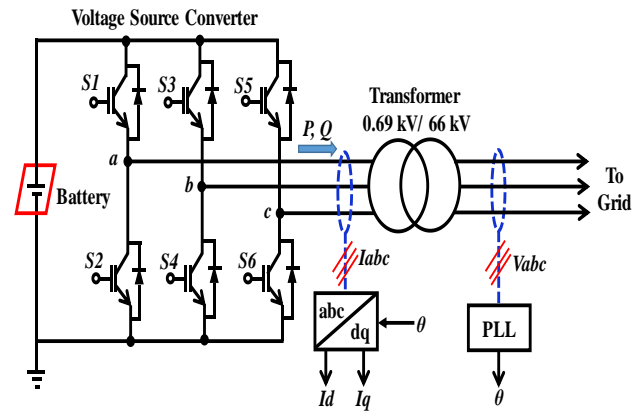 Voltage Source Converter
S1
S3
S5
Transformer
0.69 kV/ 66 kV
P, Q
a
b
c
Battery
To
Grid
S2
S4
S6
Iabc
Vabc
abc
dq
θ
PLL
Id
Iq
θ